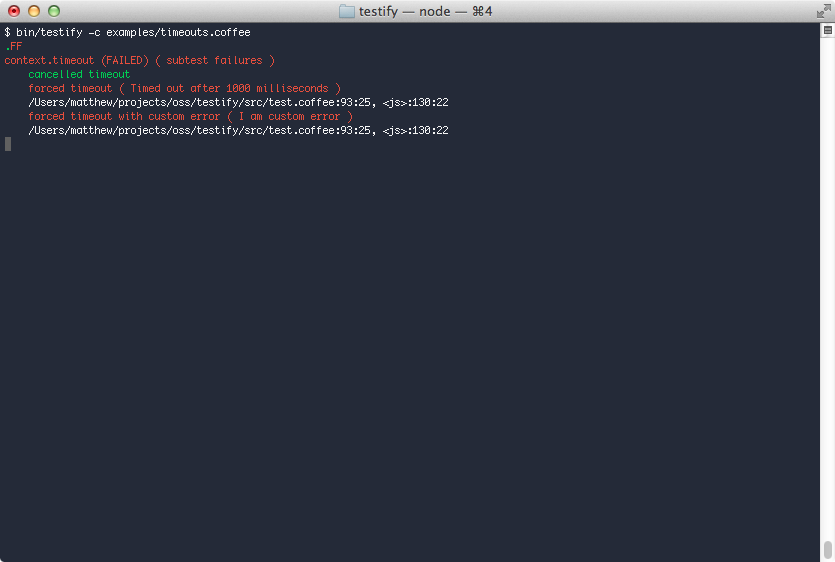 testify — node — ⌘4
$ bin/testify -c examples/timeouts.coffee
.FF
context.timeout (FAILED) ( subtest failures )
cancelled timeout
forced timeout ( Timed out after 1000 milliseconds )
/Users/matthew/projects/oss/testify/src/test.coffee:93:25, <js>:130:22
forced timeout with custom error ( I am custom error )
/Users/matthew/projects/oss/testify/src/test.coffee:93:25, <js>:130:22